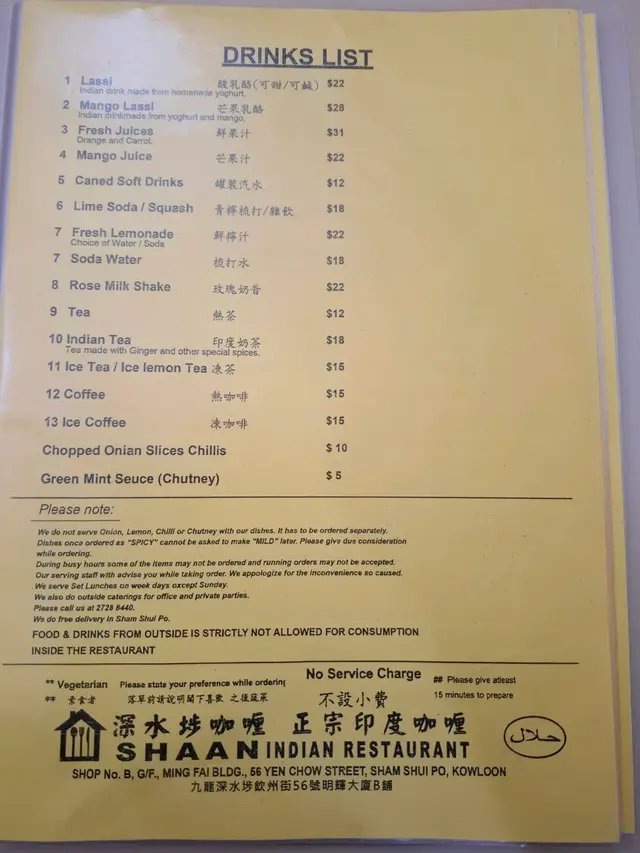 DRINKS LIST
1 Lassi 酸乳酪(可甜/可鹹) $22
Indian drink made from homenade yoghurt.
2 Mango Lassi 芒果乳酪 $28
Indian drinkmade from yoghurt and mango.
3 Fresh Juices 鮮果汁 $31
Orange and Carrot.
4 Mango Juice 芒果汁 $22
5 Caned Soft Drinks 罐裝汽水 $12
6 Lime Soda / Squash 青檸梳打/雜飲 $18
7 Fresh Lemonade 鮮檸汁 $22
Choice of Water / Soda
7 Soda Water 梳打水 $18
8 Rose Milk Shake 玫瑰奶昔 $22
9 Tea 熱茶 $12
10 Indian Tea 印度奶茶 $18
Tea made with Ginger and other special spices.
11 Ice Tea / Ice lemon Tea 凍茶 $15
12 Coffee 熱咖啡 $15
13 Ice Coffee 凍咖啡 $15
Chopped Onian Slices Chillis $ 10
Green Mint Seuce (Chutney) $ 5
Please note:
We do not serve Onion, Lemon, Chilli or Chutney with our dishes. It has to be ordered separately.
Dishes once ordered as "SPICY" cannot be asked to make "MILD" later. Please give due consideration
while ordering.
During busy hours some of the items may not be ordered and running orders may not be accepted.
Our serving staff with advise you while taking order. We appologize for the inconvenience so caused.
We serve Set Lunches on week days except Sunday.
We also do outside caterings for office and private parties.
Please call us at 2728 8440.
We do free delivery in Sham Shui Po.
FOOD & DRINKS FROM OUTSIDE IS STRICTLY NOT ALLOWED FOR CONSUMPTION
INSIDE THE RESTAURANT
** Vegetarian Please state your preference while ordering No Service Charge ## Please give atleast
** 素食者 落單前請說明閣下喜歡 之後蔬菜 不設小費 15 minutes to prepare
深水埗咖喱 正宗印度咖喱
SHAAN INDIAN RESTAURANT
حلال
SHOP No. B, G/F., MING FAI BLDG., 56 YEN CHOW STREET, SHAM SHUI PO, KOWLOON
九龍深水埗欽州街56號明輝大廈B鋪